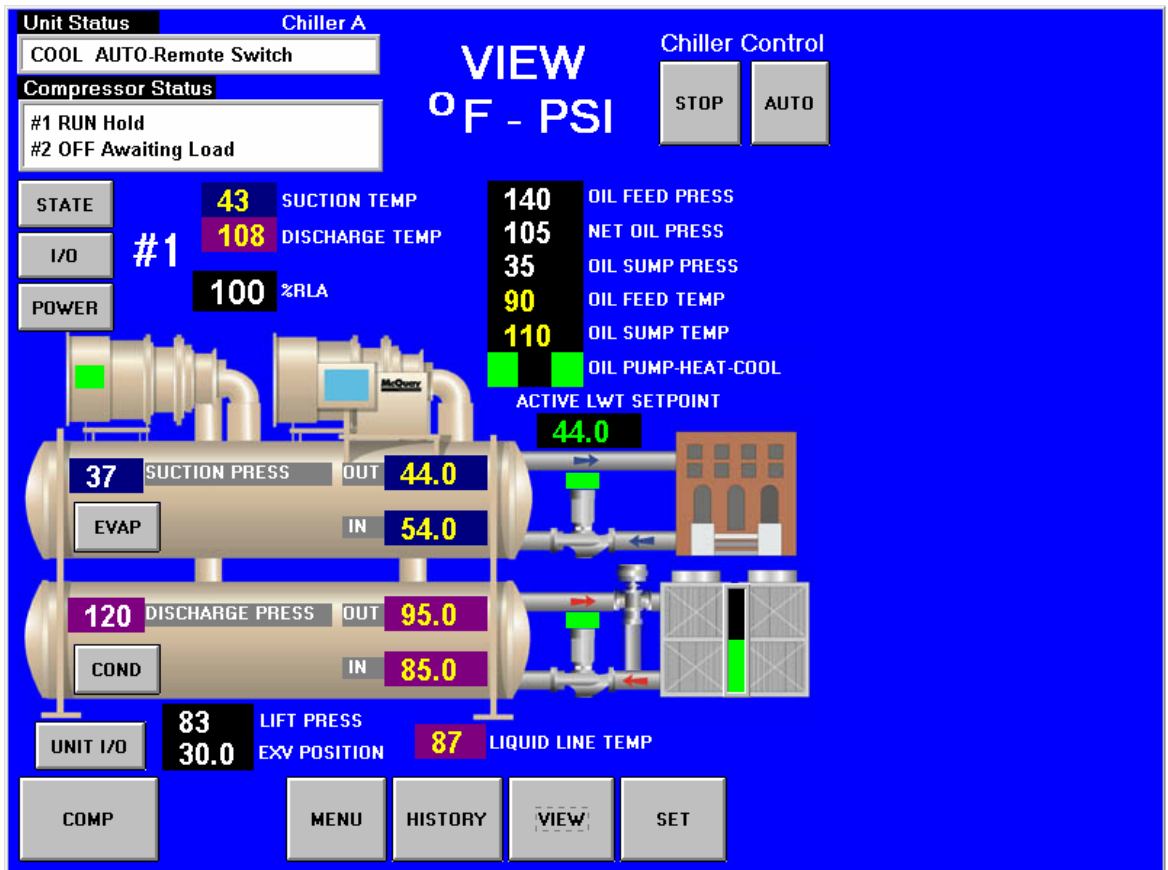 Unit Status Chiller A
COOL AUTO-Remote Switch
Compressor Status
#1 RUN Hold
#2 OFF Awaiting Load
VIEW
°F - PSI
Chiller Control
STOP AUTO
STATE
I/O
POWER
#1
43 SUCTION TEMP
108 DISCHARGE TEMP
100 %RLA
140 OIL FEED PRESS
105 NET OIL PRESS
35 OIL SUMP PRESS
90 OIL FEED TEMP
110 OIL SUMP TEMP
OIL PUMP-HEAT-COOL
ACTIVE LWT SETPOINT
44.0
McQuay
37 SUCTION PRESS OUT 44.0
EVAP IN 54.0
120 DISCHARGE PRESS OUT 95.0
COND IN 85.0
UNIT I/O
83 LIFT PRESS
30.0 EXV POSITION
87 LIQUID LINE TEMP
COMP MENU HISTORY VIEW SET